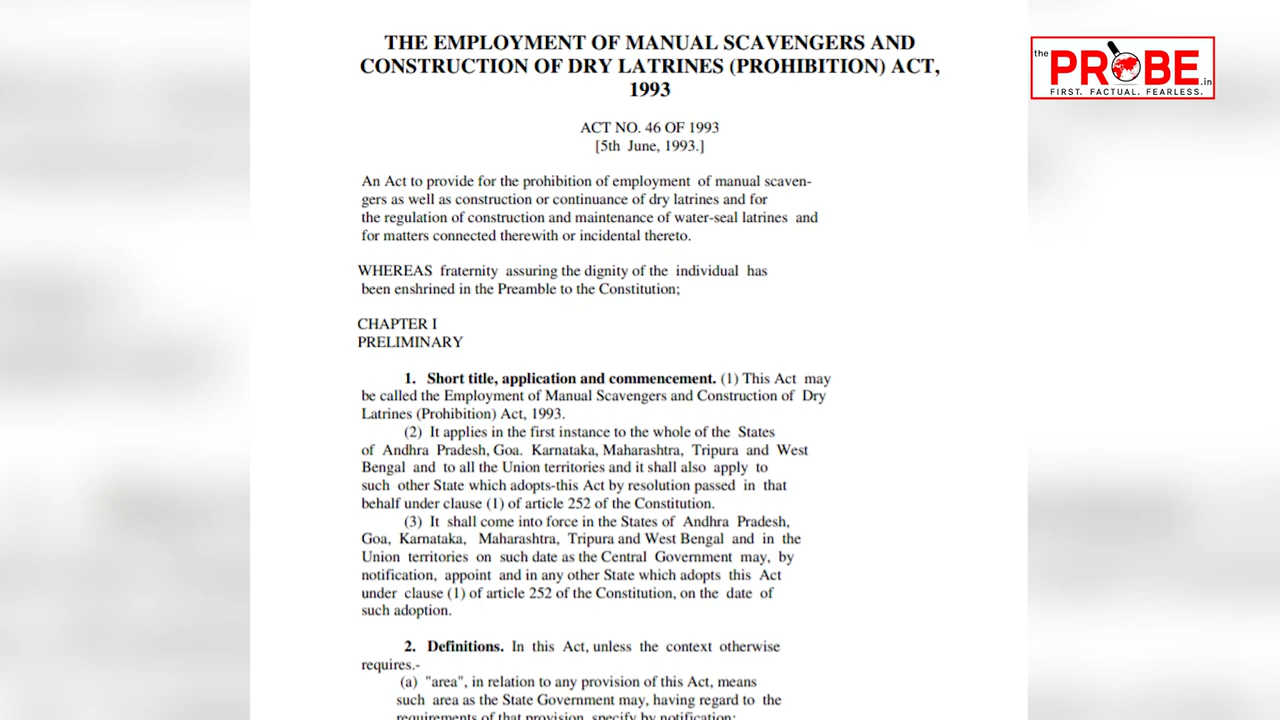 THE EMPLOYMENT OF MANUAL SCAVENGERS AND
CONSTRUCTION OF DRY LATRINES (PROHIBITION) ACT,
1993
the PROBE.in
FIRST. FACTUAL. FEARLESS.
ACT NO. 46 OF 1993
[5th June, 1993.]
An Act to provide for the prohibition of employment of manual scaven-
gers as well as construction or continuance of dry latrines and for
the regulation of construction and maintenance of water-seal latrines and
for matters connected therewith or incidental thereto.
WHEREAS fraternity assuring the dignity of the individual has
been enshrined in the Preamble to the Constitution;
CHAPTER I
PRELIMINARY
1. Short title, application and commencement. (1) This Act may
be called the Employment of Manual Scavengers and Construction of Dry
Latrines (Prohibition) Act, 1993.
(2) It applies in the first instance to the whole of the States
of Andhra Pradesh, Goa. Karnataka, Maharashtra, Tripura and West
Bengal and to all the Union territories and it shall also apply to
such other State which adopts-this Act by resolution passed in that
behalf under clause (1) of article 252 of the Constitution.
(3) It shall come into force in the States of Andhra Pradesh,
Goa, Karnataka, Maharashtra, Tripura and West Bengal and in the
Union territories on such date as the Central Government may, by
notification, appoint and in any other State which adopts this Act
under clause (1) of article 252 of the Constitution, on the date of
such adoption.
2. Definitions. In this Act, unless the context otherwise
requires.-
(a) "area", in relation to any provision of this Act, means
such area as the State Government may, having regard to the
requirements of that provision, specify by notification;